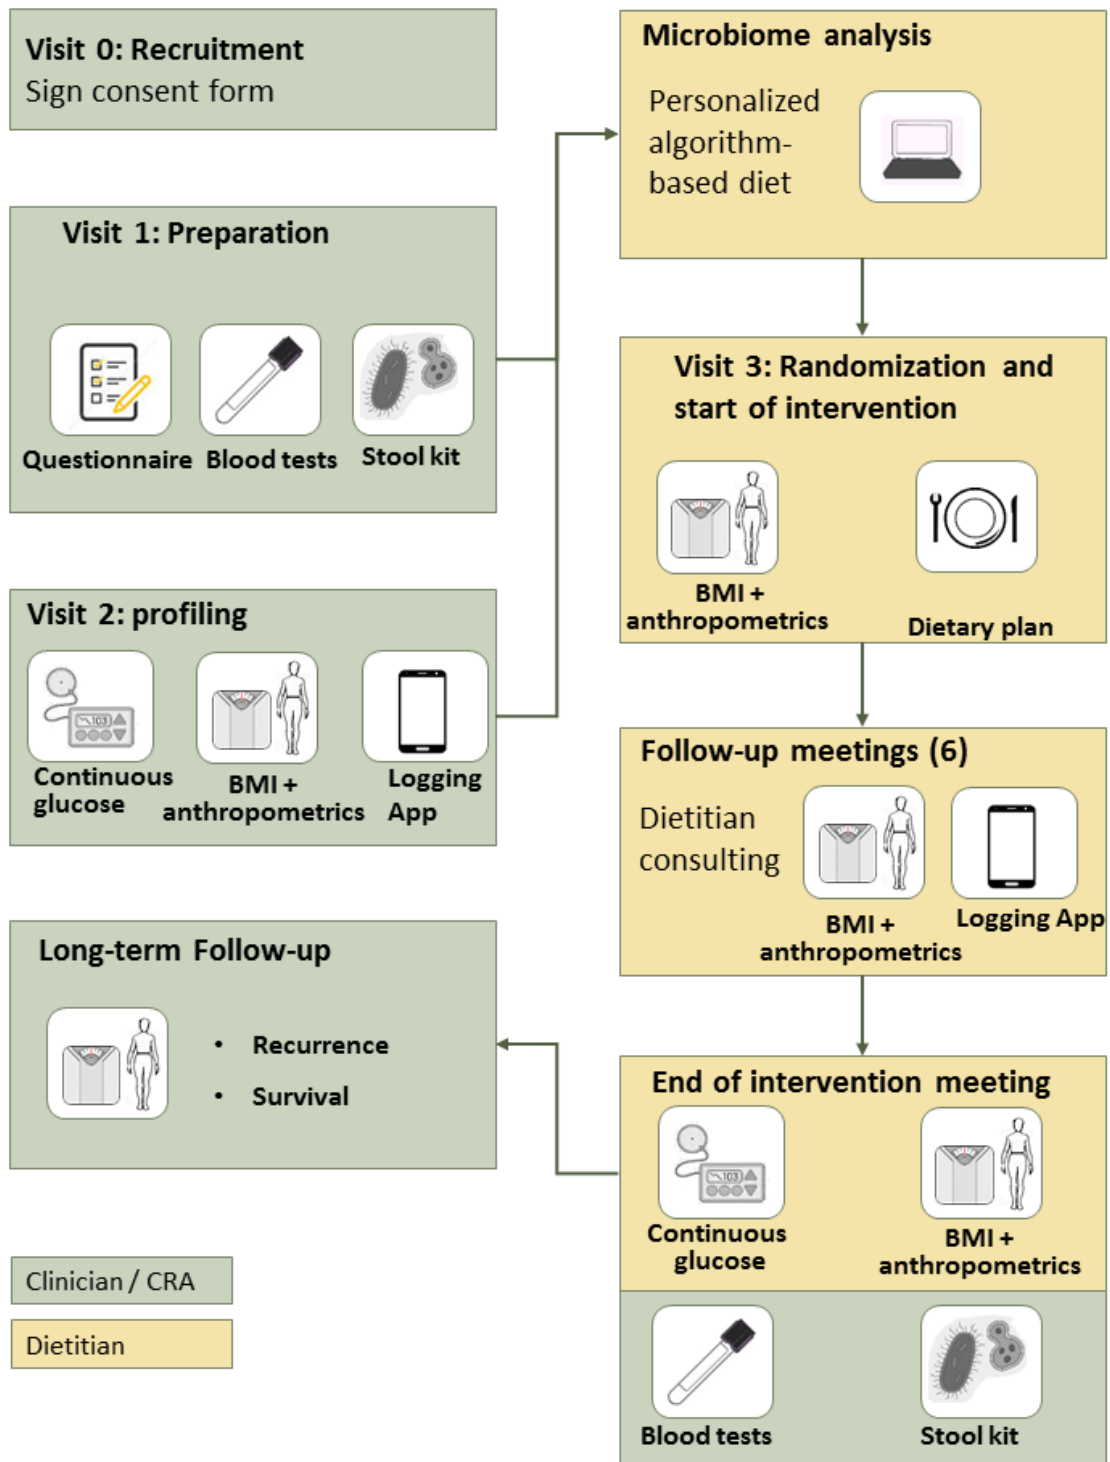 Visit 0: Recruitment
Sign consent form
Visit 1: Preparation
Questionnaire
Blood tests
Stool kit
Visit 2: profiling
103
Continuous
glucose
BMI +
anthropometrics
Logging
App
Microbiome analysis
Personalized
algorithm-
based diet
Visit 3: Randomization and
start of intervention
BMI +
anthropometrics
Dietary plan
Follow-up meetings (6)
Dietitian
consulting
BMI +
anthropometrics
Logging App
End of intervention meeting
103
Continuous
glucose
BMI +
anthropometrics
Blood tests
Stool kit
Long-term Follow-up
• Recurrence
• Survival
Clinician / CRA
Dietitian